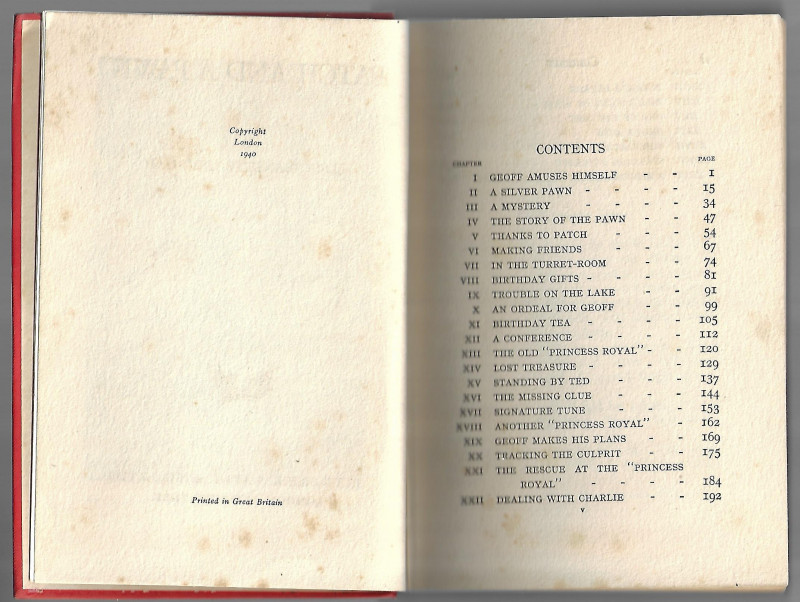 Copyright
London
1940
Printed in Great Britain
CONTENTS
CHAPTER PAGE
I GEOFF AMUSES HIMSELF - - 1
II A SILVER PAWN - - - - 15
III A MYSTERY - - - - 34
IV THE STORY OF THE PAWN - - 47
V THANKS TO PATCH - - - 54
VI MAKING FRIENDS - - - 67
VII IN THE TURRET-ROOM - - 74
VIII BIRTHDAY GIFTS - - - - 81
IX TROUBLE ON THE LAKE - - 91
X AN ORDEAL FOR GEOFF - - 99
XI BIRTHDAY TEA - - - - 105
XII A CONFERENCE - - - - 112
XIII THE OLD "PRINCESS ROYAL" - - 120
XIV LOST TREASURE - - - - 129
XV STANDING BY TED - - - 137
XVI THE MISSING CLUE - - - 144
XVII SIGNATURE TUNE - - - 153
XVIII ANOTHER "PRINCESS ROYAL" - - 162
XIX GEOFF MAKES HIS PLANS - - 169
XX TRACKING THE CULPRIT - - 175
XXI THE RESCUE AT THE "PRINCESS
ROYAL" - - - - 184
XXII DEALING WITH CHARLIE - - 192
v